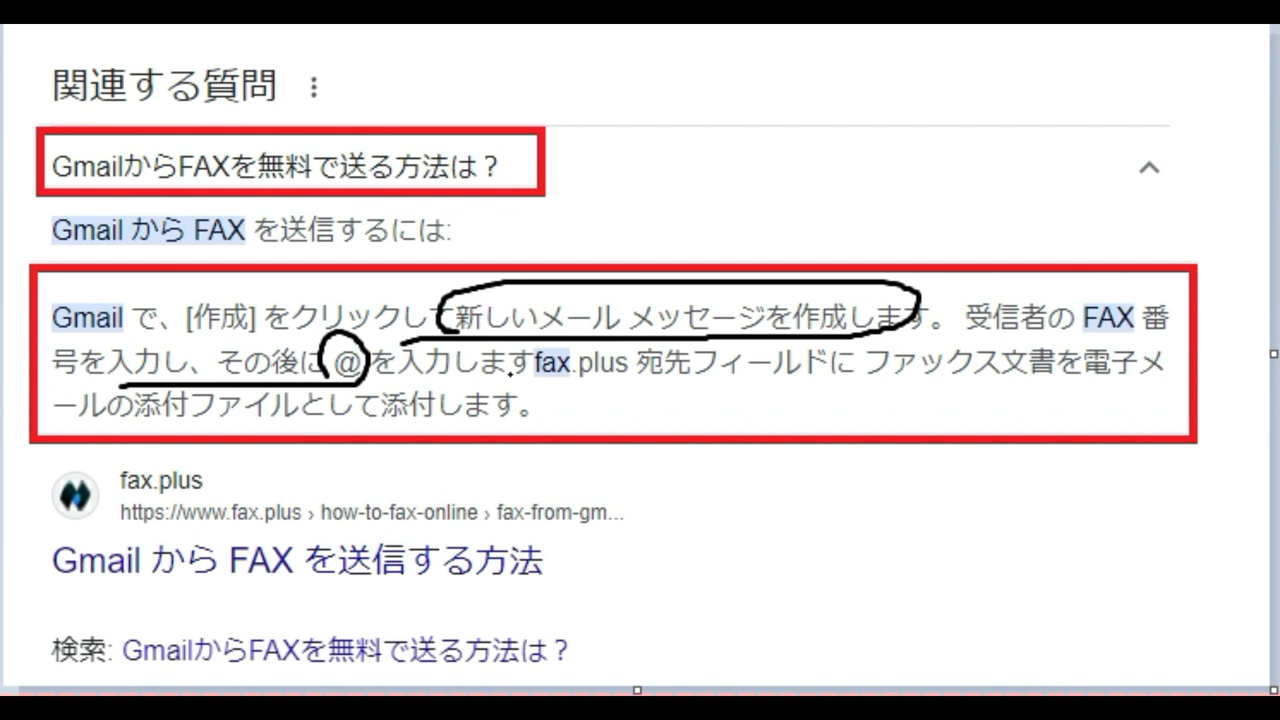 関連する質問
GmailからFAXを無料で送る方法は？
Gmail から FAX を送信するには:
Gmail で、[作成] をクリックして新しいメール メッセージを作成します。 受信者の FAX 番
号を入力し、その後に @ を入力しますfax.plus 宛先フィールドに ファックス文書を電子メ
ールの添付ファイルとして添付します。
fax.plus
https://www.fax.plus › how-to-fax-online › fax-from-gm...
Gmail から FAX を送信する方法
検索: GmailからFAXを無料で送る方法は？